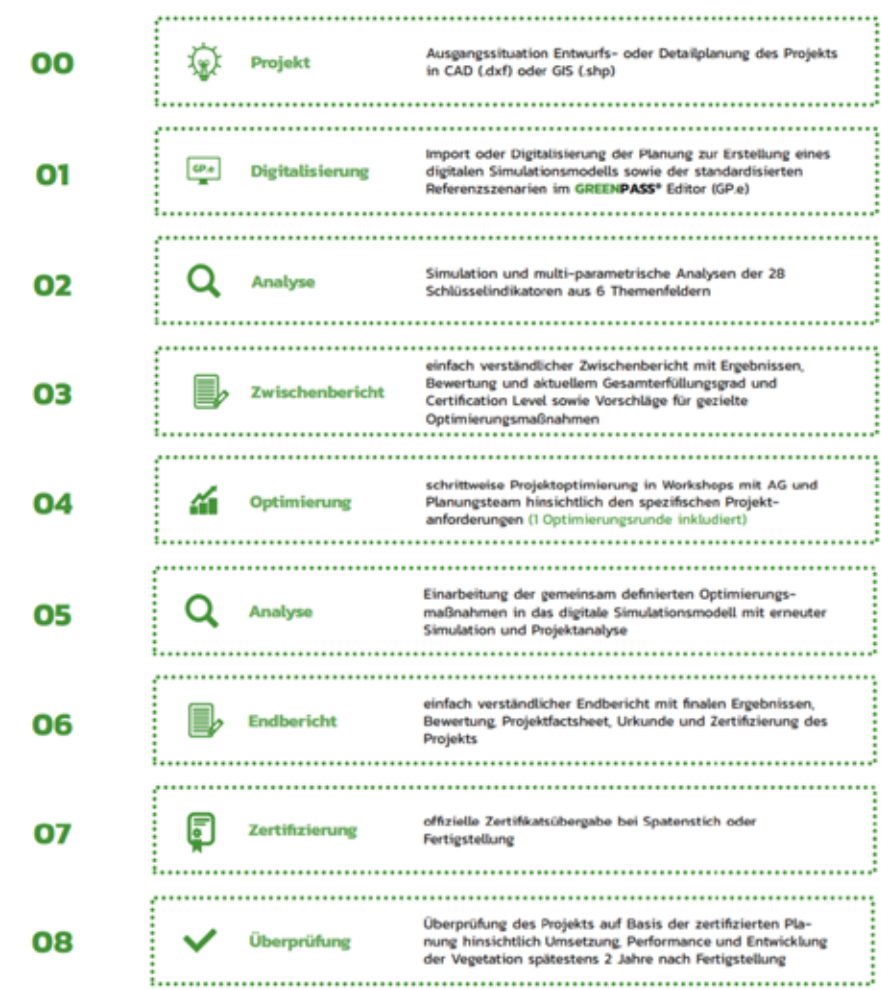 00
Projekt
Ausgangssituation Entwurfs- oder Detailplanung des Projekts
in CAD (.dxf) oder GIS (.shp)
01
GP.e
Digitalisierung
Import oder Digitalisierung der Planung zur Erstellung eines
digitalen Simulationsmodells sowie der standardisierten
Referenzszenarien im GREENPASS® Editor (GP.e)
02
Analyse
Simulation und multi-parametrische Analysen der 28
Schlüsselindikatoren aus 6 Themenfeldern
03
Zwischenbericht
einfach verständlicher Zwischenbericht mit Ergebnissen,
Bewertung und aktuellem Gesamterfüllungsgrad und
Certification Level sowie Vorschläge für gezielte
Optimierungsmaßnahmen
04
Optimierung
schrittweise Projektoptimierung in Workshops mit AG und
Planungsteam hinsichtlich den spezifischen Projekt-
anforderungen (1 Optimierungsrunde inkludiert)
05
Analyse
Einarbeitung der gemeinsam definierten Optimierungs-
maßnahmen in das digitale Simulationsmodell mit erneuter
Simulation und Projektanalyse
06
Endbericht
einfach verständlicher Endbericht mit finalen Ergebnissen,
Bewertung, Projektfactsheet, Urkunde und Zertifizierung des
Projekts
07
Zertifizierung
offizielle Zertifikatsübergabe bei Spatenstich oder
Fertigstellung
08
Überprüfung
Überprüfung des Projekts auf Basis der zertifizierten Pla-
nung hinsichtlich Umsetzung, Performance und Entwicklung
der Vegetation spätestens 2 Jahre nach Fertigstellung